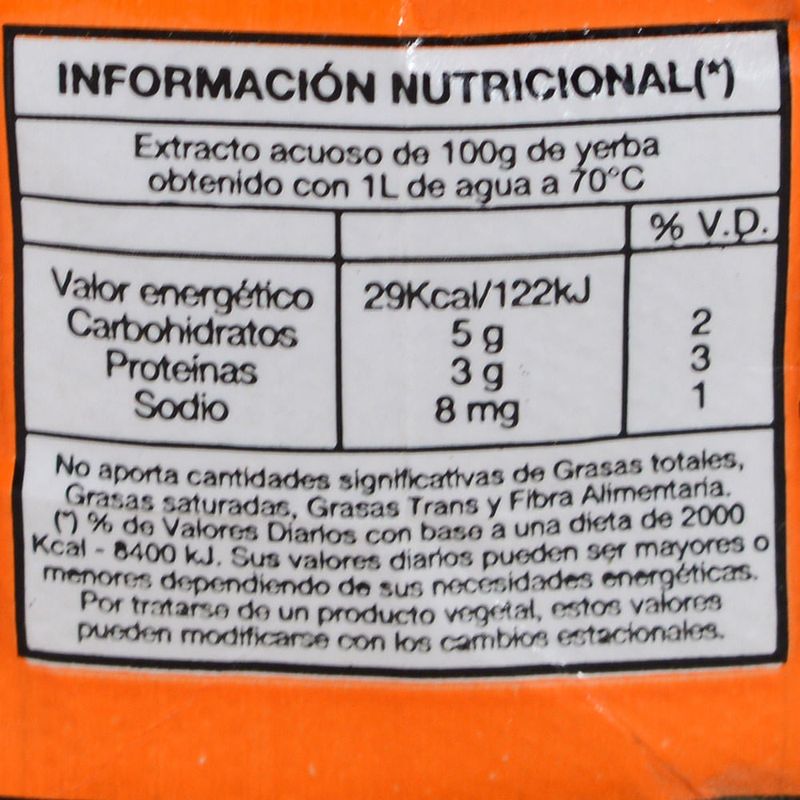 INFORMACIÓN NUTRICIONAL(*)
Extracto acuoso de 100g de yerba
obtenido con 1L de agua a 70°C
% V.D.
Valor energético 29Kcal/122kJ
Carbohidratos 5 g 2
Proteínas 3 g 3
Sodio 8 mg 1
No aporta cantidades significativas de Grasas totales,
Grasas saturadas, Grasas Trans y Fibra Alimentaria.
(*) % de Valores Diarios con base a una dieta de 2000
Kcal - 8400 kJ. Sus valores diarios pueden ser mayores o
menores dependiendo de sus necesidades energéticas.
Por tratarse de un producto vegetal, estos valores
pueden modificarse con los cambios estacionales.